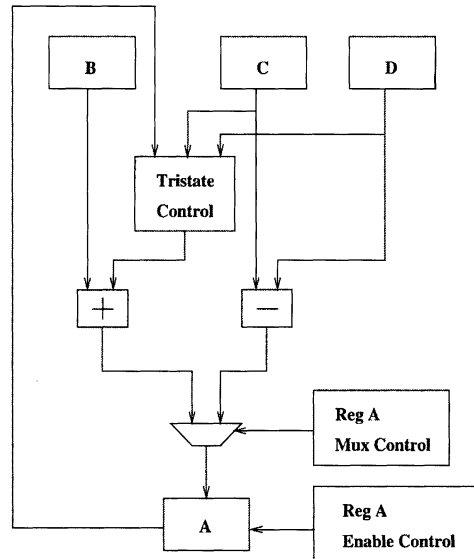 B
C
D
Tristate
Control
+
−
Reg A
Mux Control
A
Reg A
Enable Control